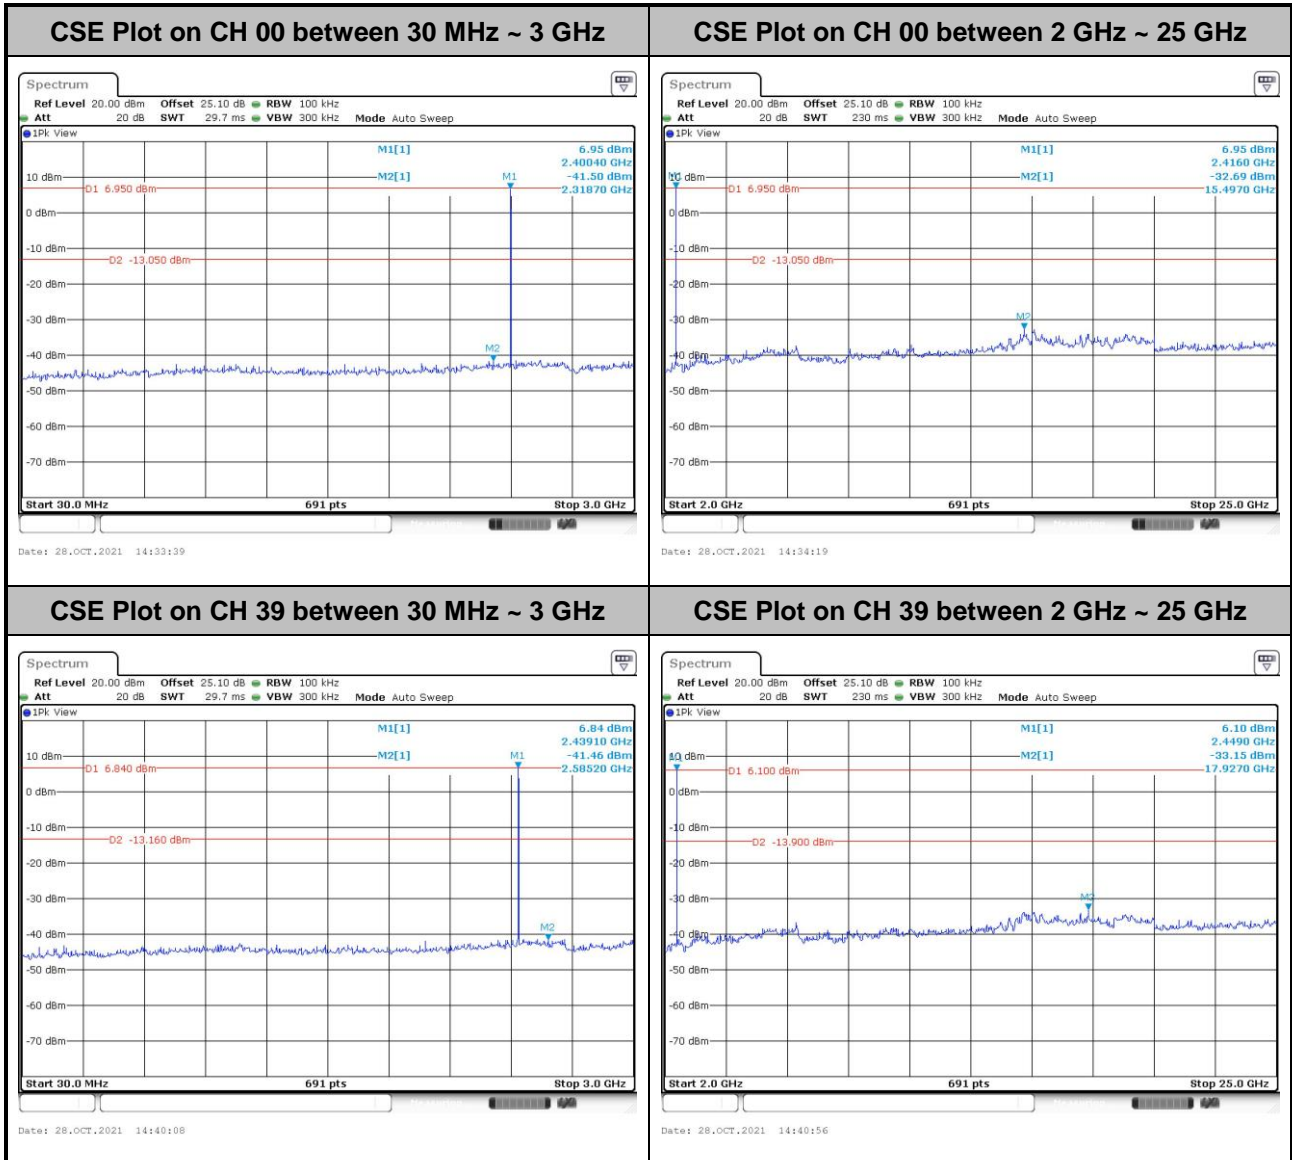 CSE Plot on CH 00 between 30 MHz ~ 3 GHz
Spectrum
Ref Level 20.00 dBm Offset 25.10 dB RBW 100 kHz
Att 20 dB SWT 29.7 ms VBW 300 kHz Mode Auto Sweep
1Pk View
M1[1] 6.95 dBm
2.40040 GHz
10 dBm M2[1] M1 -41.50 dBm
D1 6.950 dBm 2.31870 GHz
0 dBm
-10 dBm
D2 -13.050 dBm
-20 dBm
-30 dBm
M2
-40 dBm
-50 dBm
-60 dBm
-70 dBm
Start 30.0 MHz 691 pts Stop 3.0 GHz
Date: 28.OCT.2021 14:33:39
CSE Plot on CH 00 between 2 GHz ~ 25 GHz
Spectrum
Ref Level 20.00 dBm Offset 25.10 dB RBW 100 kHz
Att 20 dB SWT 230 ms VBW 300 kHz Mode Auto Sweep
1Pk View
M1[1] 6.95 dBm
2.4160 GHz
10 dBm M2[1] -32.69 dBm
D1 6.950 dBm 15.4970 GHz
0 dBm
-10 dBm
D2 -13.050 dBm
-20 dBm
-30 dBm M2
-40 dBm
-50 dBm
-60 dBm
-70 dBm
Start 2.0 GHz 691 pts Stop 25.0 GHz
Date: 28.OCT.2021 14:34:19
CSE Plot on CH 39 between 30 MHz ~ 3 GHz
Spectrum
Ref Level 20.00 dBm Offset 25.10 dB RBW 100 kHz
Att 20 dB SWT 29.7 ms VBW 300 kHz Mode Auto Sweep
1Pk View
M1[1] 6.84 dBm
2.43910 GHz
10 dBm M2[1] M1 -41.46 dBm
D1 6.840 dBm 2.58520 GHz
0 dBm
-10 dBm
D2 -13.160 dBm
-20 dBm
-30 dBm
M2
-40 dBm
-50 dBm
-60 dBm
-70 dBm
Start 30.0 MHz 691 pts Stop 3.0 GHz
Date: 28.OCT.2021 14:40:08
CSE Plot on CH 39 between 2 GHz ~ 25 GHz
Spectrum
Ref Level 20.00 dBm Offset 25.10 dB RBW 100 kHz
Att 20 dB SWT 230 ms VBW 300 kHz Mode Auto Sweep
1Pk View
M1[1] 6.10 dBm
2.4490 GHz
10 dBm M2[1] -33.15 dBm
D1 6.100 dBm 17.9270 GHz
0 dBm
-10 dBm
D2 -13.900 dBm
-20 dBm
-30 dBm M2
-40 dBm
-50 dBm
-60 dBm
-70 dBm
Start 2.0 GHz 691 pts Stop 25.0 GHz
Date: 28.OCT.2021 14:40:56